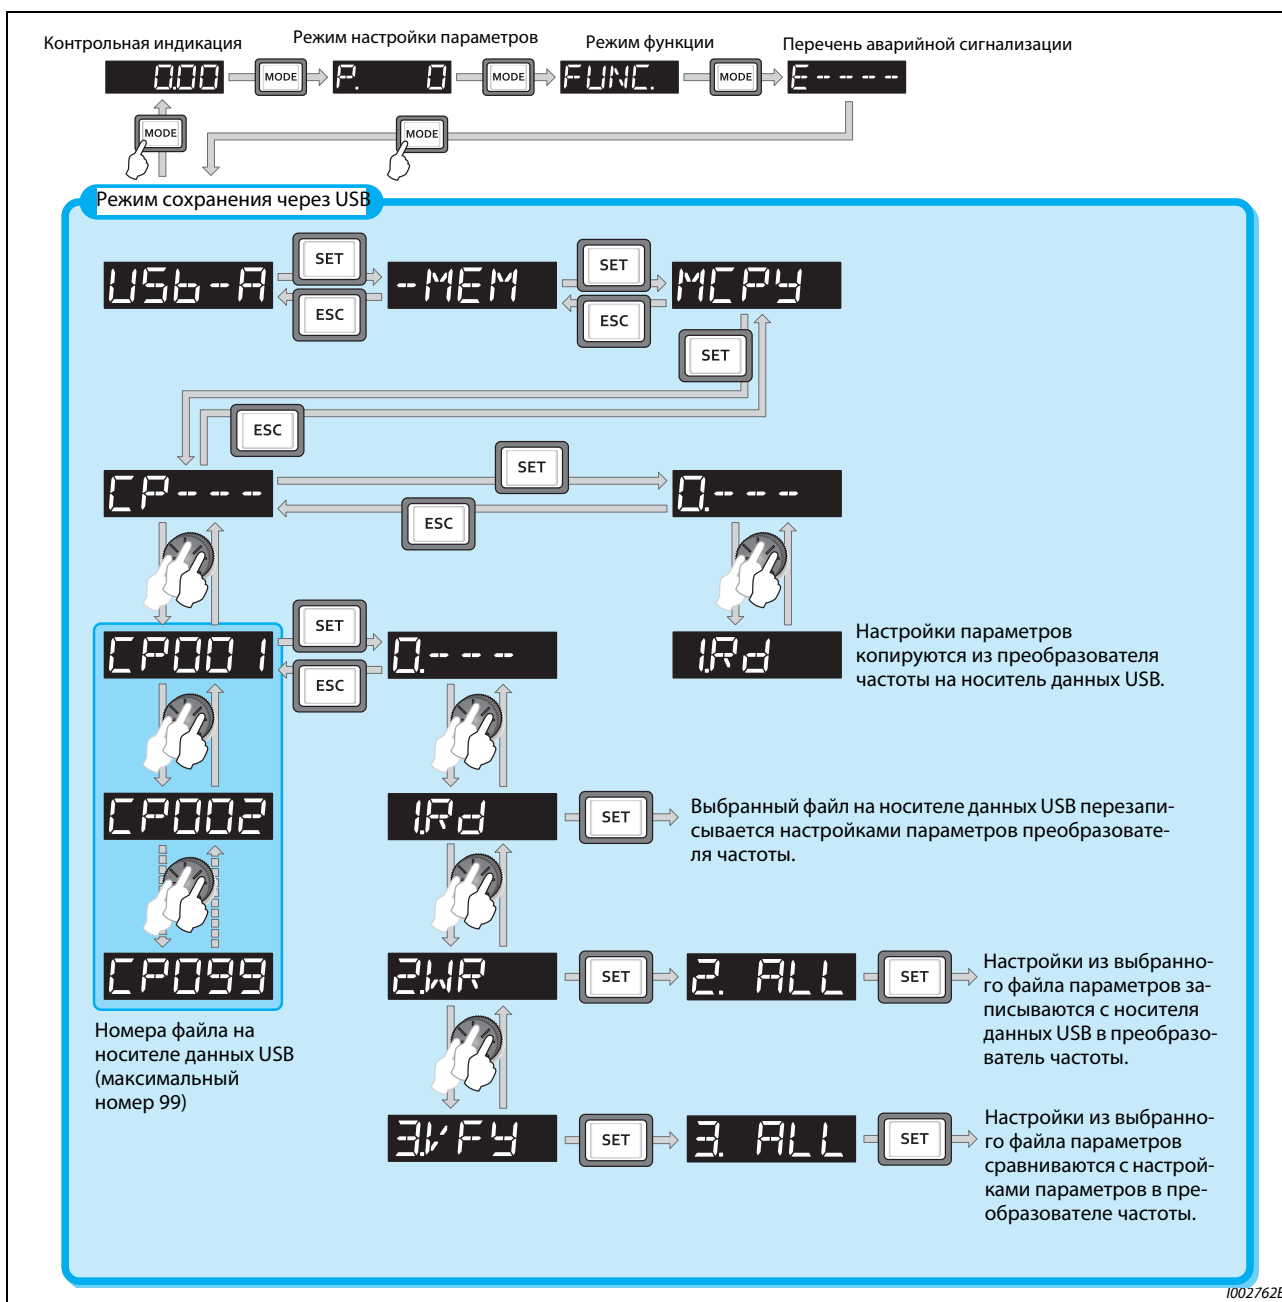 Контрольная индикация
Режим настройки параметров
Режим функции
Перечень аварийной сигнализации
0.00
MODE
P. 0
MODE
FUNC.
MODE
E----
MODE
MODE
Режим сохранения через USB
USb-A
SET
ESC
-MEM
SET
ESC
MCPY
SET
ESC
CP---
SET
ESC
0.---
CP001
SET
ESC
0.---
1.Rd
Настройки параметров
копируются из преобразователя
частоты на носитель данных USB.
CP002
1.Rd
SET
Выбранный файл на носителе данных USB перезапи-
сывается настройками параметров преобразовате-
ля частоты.
CP099
2.WR
SET
2. ALL
SET
Настройки из выбранно-
го файла параметров за-
писываются с носителя
данных USB в преобразо-
ватель частоты.
Номера файла на
носителе данных USB
(максимальный
номер 99)
3.VFY
SET
3. ALL
SET
Настройки из выбранно-
го файла параметров
сравниваются с настрой-
ками параметров в пре-
образователе частоты.
I002762E